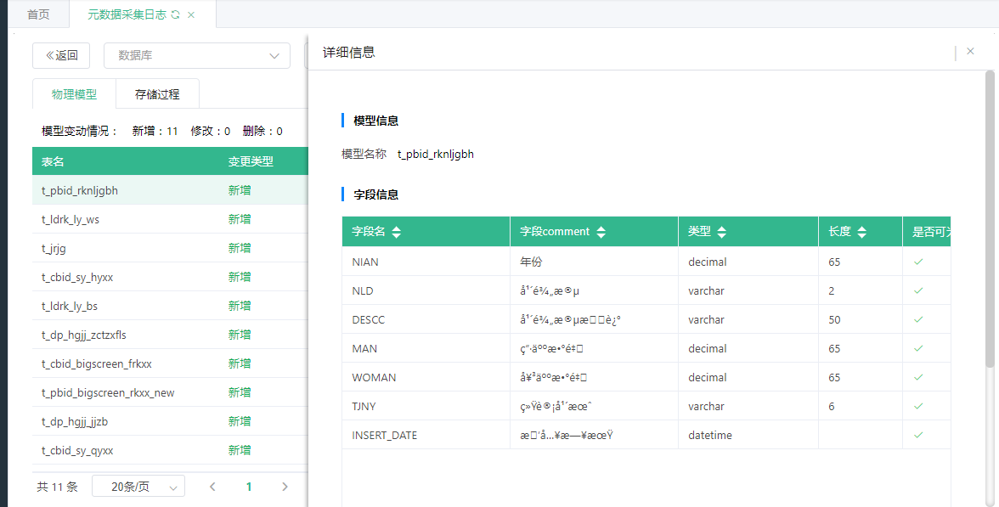 首页
元数据采集日志
返回
数据库
物理模型
存储过程
模型变动情况： 新增：11 修改：0 删除：0
表名 变更类型
t_pbid_rknljgbh 新增
t_ldrk_ly_ws 新增
t_jrjg 新增
t_cbid_sy_hyxx 新增
t_ldrk_ly_bs 新增
t_dp_hgjj_zctzxfls 新增
t_cbid_bigscreen_frkxx 新增
t_pbid_bigscreen_rkxx_new 新增
t_dp_hgjj_jjzb 新增
t_cbid_sy_qyxx 新增
共 11 条 20条/页 1
详细信息
模型信息
模型名称 t_pbid_rknljgbh
字段信息
字段名 字段comment 类型 长度 是否可
NIAN 年份 decimal 65
NLD å¹´é¾„æ®µ varchar 2
DESCC å¹´é¾„æ®µæ□□è¿° varchar 50
MAN ç”·äººæ•°é‡□ decimal 65
WOMAN å¥³äººæ•°é‡□ decimal 65
TJNY ç»Ÿè®¡å¹´æœˆ varchar 6
INSERT_DATE æ□’å…¥æ—¥æœŸ datetime